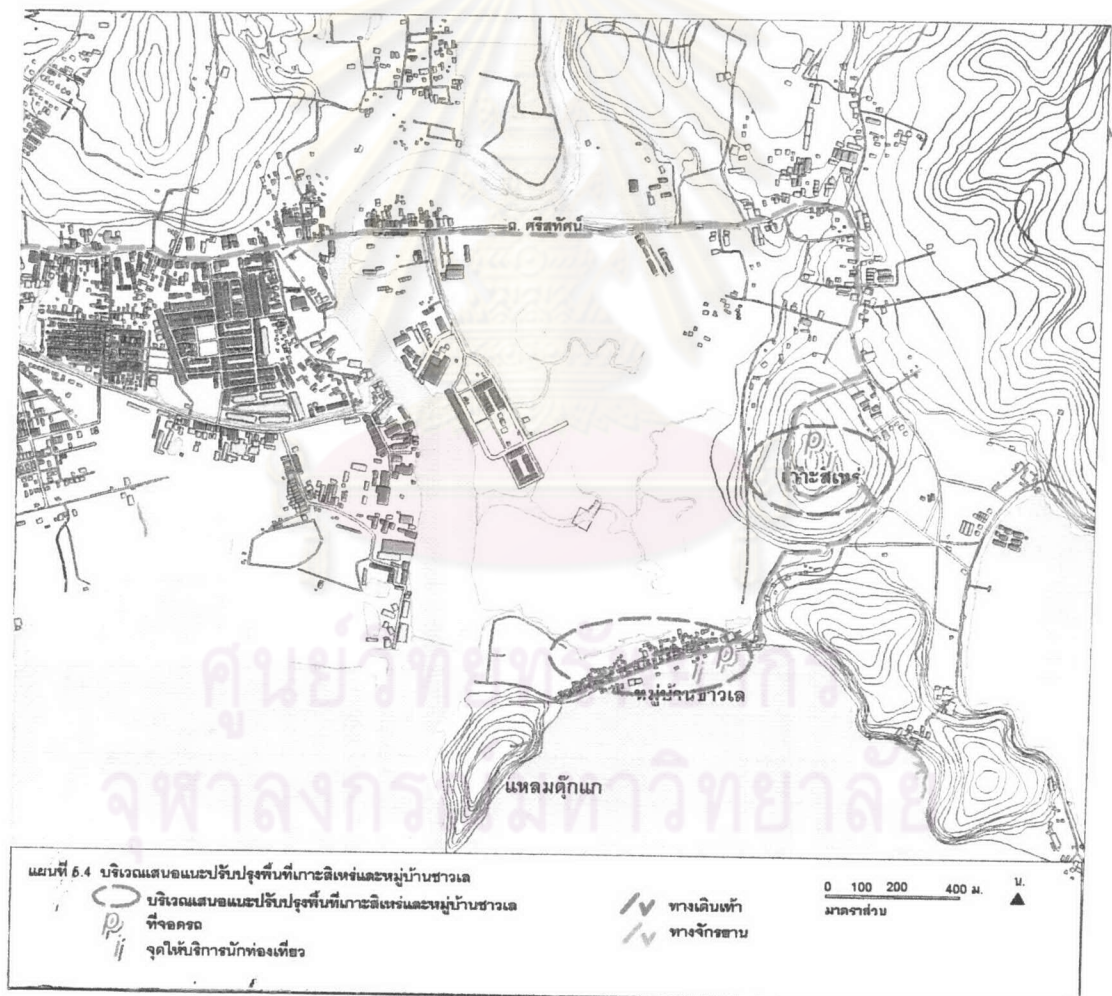 ถ. ศรีสุทัศน์
เกาะสิเหร่
หมู่บ้านชาวเล
แหลมตุ๊กแก
ศูนย์วิทยทรัพยากร
จุฬาลงกรณ์มหาวิทยาลัย
แผนที่ 5.4 บริเวณเสนอแนะปรับปรุงพื้นที่เกาะสิเหร่และหมู่บ้านชาวเล
บริเวณเสนอแนะปรับปรุงพื้นที่เกาะสิเหร่และหมู่บ้านชาวเล
ที่จอดรถ
จุดให้บริการนักท่องเที่ยว
ทางเดินเท้า
ทางจักรยาน
0 100 200 400 ม.
มาตราส่วน
น.